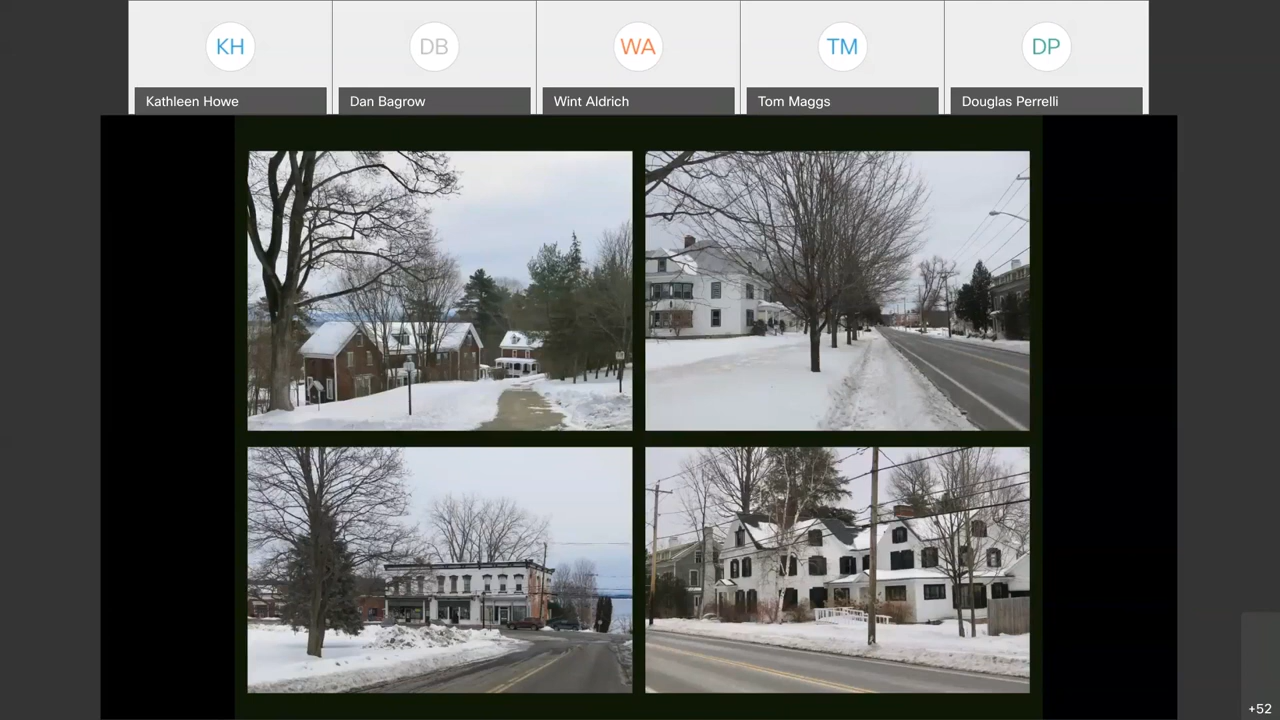 KH
DB
WA
TM
DP
Kathleen Howe
Dan Bagrow
Wint Aldrich
Tom Maggs
Douglas Perrelli
+52